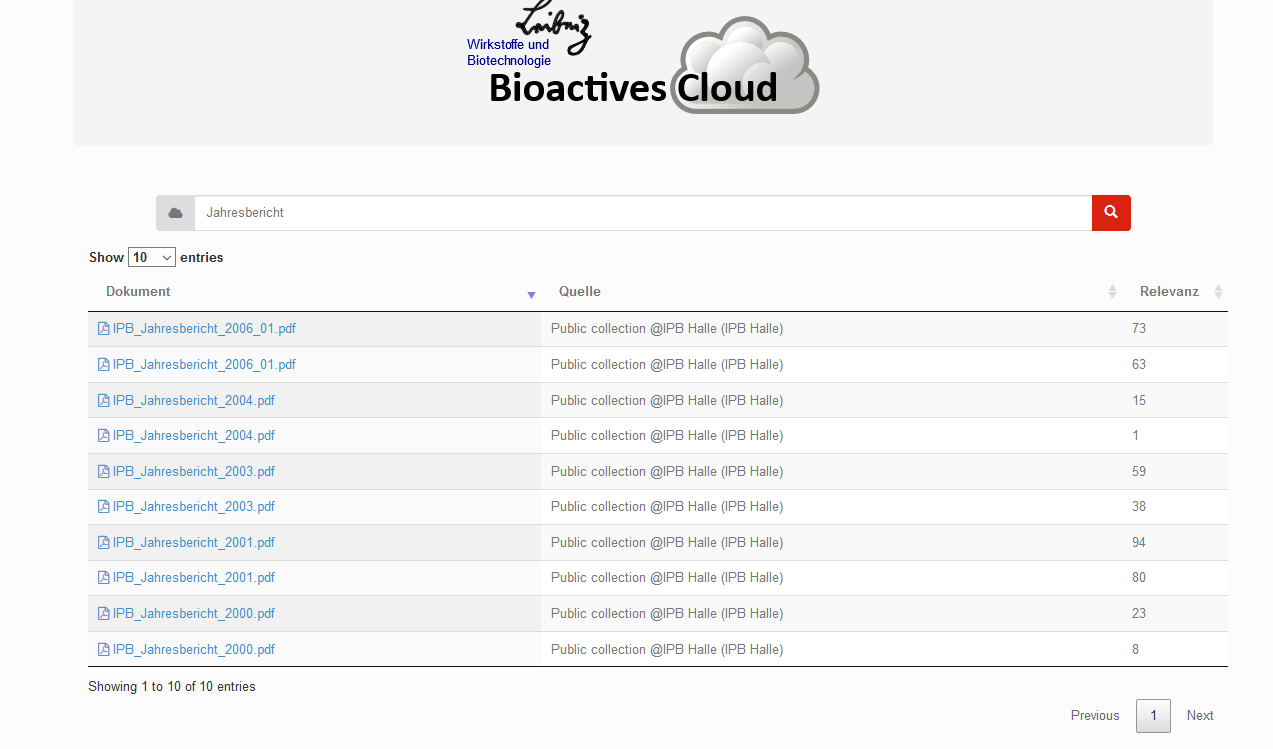 Leibniz
Wirkstoffe und
Biotechnologie
Bioactives Cloud
Jahresbericht
Show 10 entries
Dokument Quelle Relevanz
IPB_Jahresbericht_2006_01.pdf Public collection @IPB Halle (IPB Halle) 73
IPB_Jahresbericht_2006_01.pdf Public collection @IPB Halle (IPB Halle) 63
IPB_Jahresbericht_2004.pdf Public collection @IPB Halle (IPB Halle) 15
IPB_Jahresbericht_2004.pdf Public collection @IPB Halle (IPB Halle) 1
IPB_Jahresbericht_2003.pdf Public collection @IPB Halle (IPB Halle) 59
IPB_Jahresbericht_2003.pdf Public collection @IPB Halle (IPB Halle) 38
IPB_Jahresbericht_2001.pdf Public collection @IPB Halle (IPB Halle) 94
IPB_Jahresbericht_2001.pdf Public collection @IPB Halle (IPB Halle) 80
IPB_Jahresbericht_2000.pdf Public collection @IPB Halle (IPB Halle) 23
IPB_Jahresbericht_2000.pdf Public collection @IPB Halle (IPB Halle) 8
Showing 1 to 10 of 10 entries
Previous 1 Next